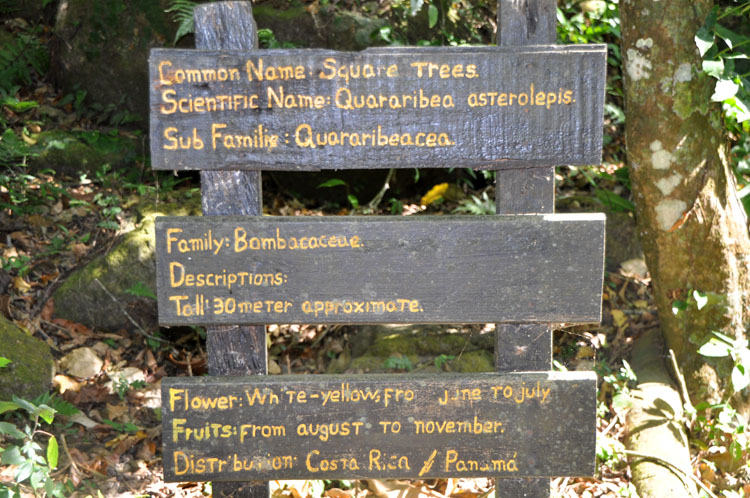 Common Name: Square Trees.
Scientific Name: Quararibea asterolepis.
Sub Familie: Quararibeacea.
Family: Bombacaceae.
Descriptions:
Tall: 30 meter approximate.
Flower: White-yellow, Fro June to July
Fruits: From august to november.
Distribution: Costa Rica / Panamá